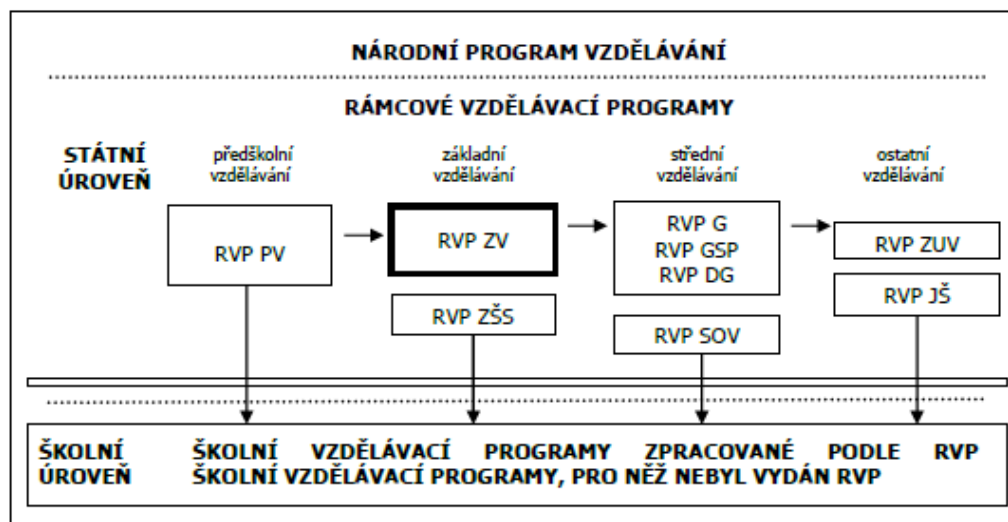 NÁRODNÍ PROGRAM VZDĚLÁVÁNÍ
RÁMCOVÉ VZDĚLÁVACÍ PROGRAMY
STÁTNÍ
ÚROVEŇ
předškolní
vzdělávání
základní
vzdělávání
střední
vzdělávání
ostatní
vzdělávání
RVP PV
RVP ZV
RVP G
RVP GSP
RVP DG
RVP ZUV
RVP ZŠS
RVP SOV
RVP JŠ
ŠKOLNÍ
ÚROVEŇ
ŠKOLNÍ VZDĚLÁVACÍ PROGRAMY ZPRACOVANÉ PODLE RVP
ŠKOLNÍ VZDĚLÁVACÍ PROGRAMY, PRO NĚŽ NEBYL VYDÁN RVP